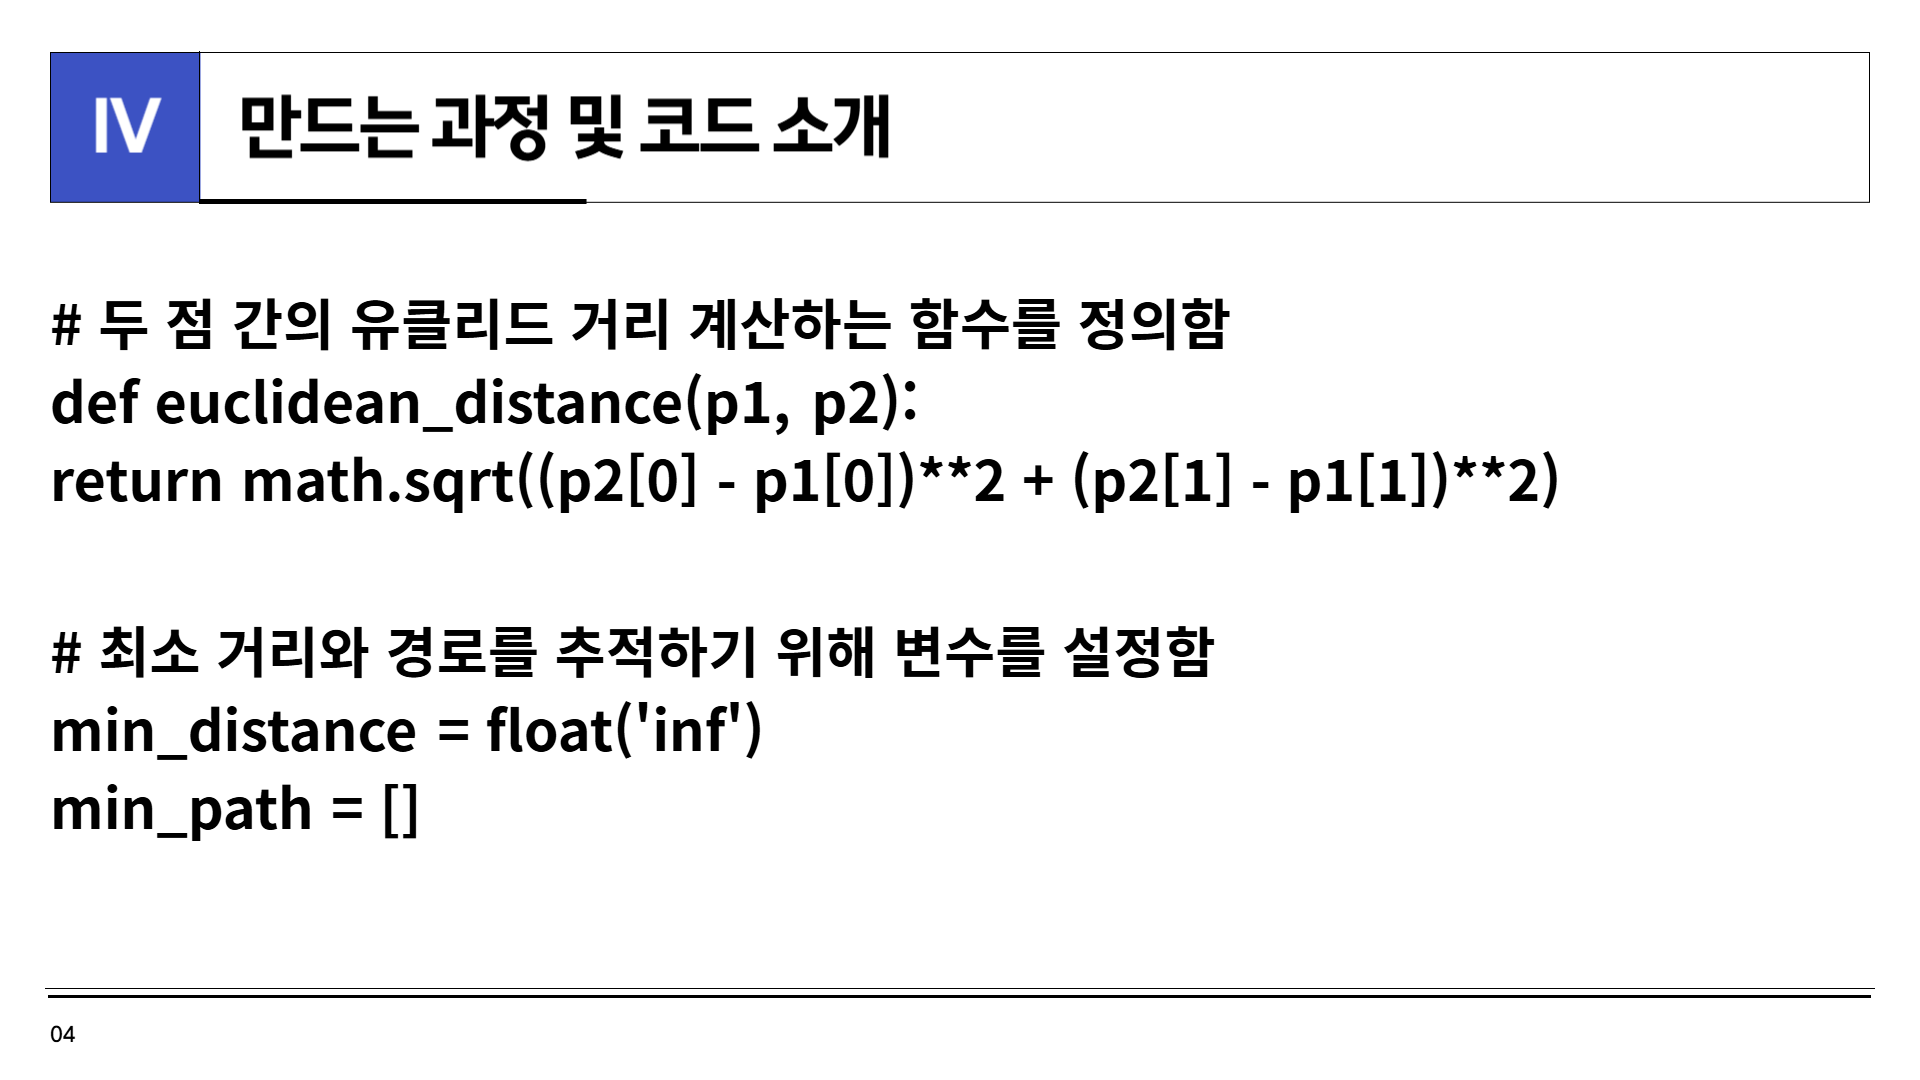 IV
만드는 과정 및 코드 소개
# 두 점 간의 유클리드 거리 계산하는 함수를 정의함
def euclidean_distance(p1, p2):
return math.sqrt((p2[0] - p1[0])**2 + (p2[1] - p1[1])**2)
# 최소 거리와 경로를 추적하기 위해 변수를 설정함
min_distance = float('inf')
min_path = []
04